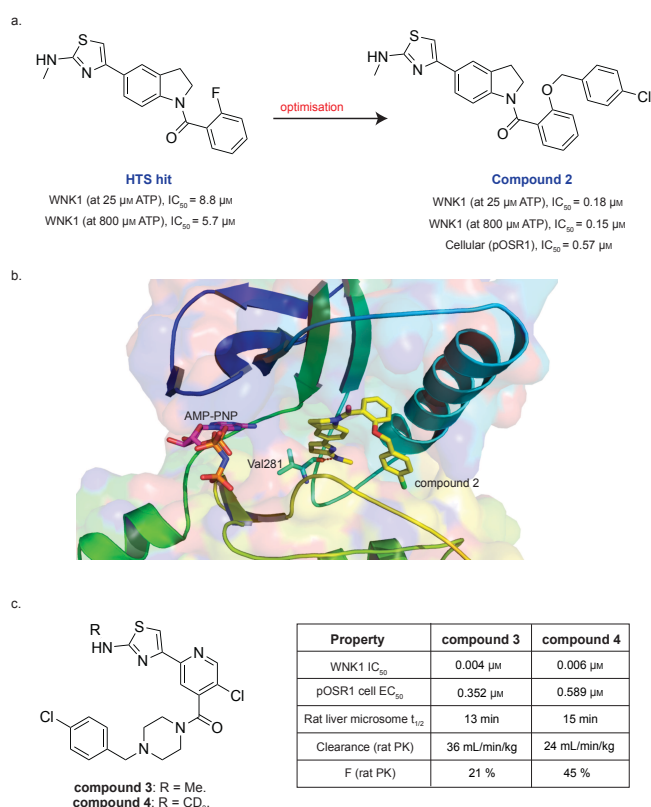 a.
S
HN
N
N
O
F
optimisation
S
HN
N
N
O
O
Cl
HTS hit
WNK1 (at 25 µM ATP), IC50 = 8.8 µM
WNK1 (at 800 µM ATP), IC50 = 5.7 µM
Compound 2
WNK1 (at 25 µM ATP), IC50 = 0.18 µM
WNK1 (at 800 µM ATP), IC50 = 0.15 µM
Cellular (pOSR1), IC50 = 0.57 µM
b.
AMP-PNP
Val281
compound 2
c.
R
HN
S
N
N
Cl
N
O
Cl
N
compound 3: R = Me.
compound 4: R = CD3.
Property compound 3 compound 4
WNK1 IC50 0.004 µM 0.006 µM
pOSR1 cell EC50 0.352 µM 0.589 µM
Rat liver microsome t1/2 13 min 15 min
Clearance (rat PK) 36 mL/min/kg 24 mL/min/kg
F (rat PK) 21 % 45 %